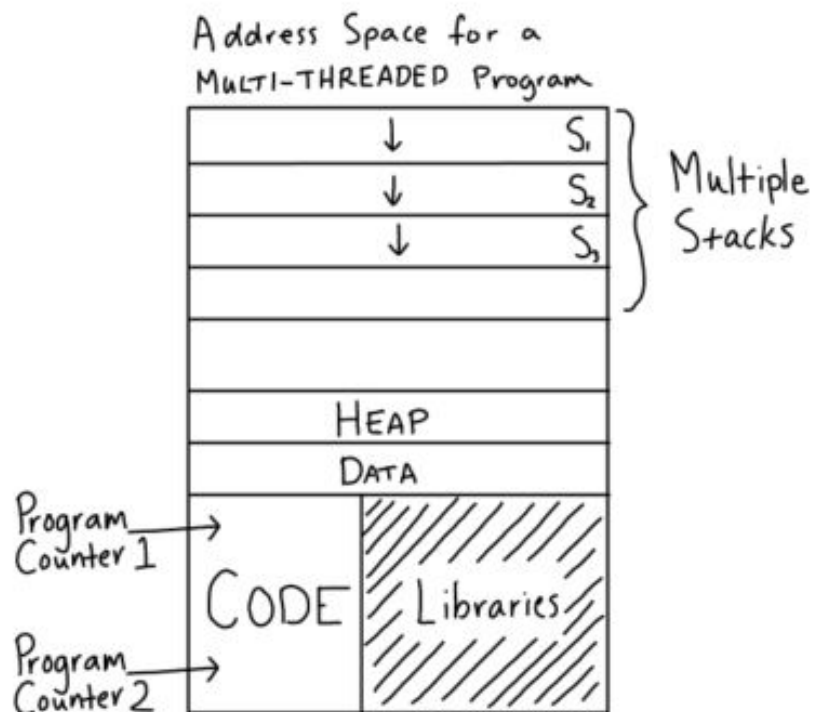 Address Space for a
MULTI-THREADED Program
↓ S₁
↓ S₂
↓ S₃
Multiple
Stacks
HEAP
DATA
Program
Counter 1
CODE
Libraries
Program
Counter 2